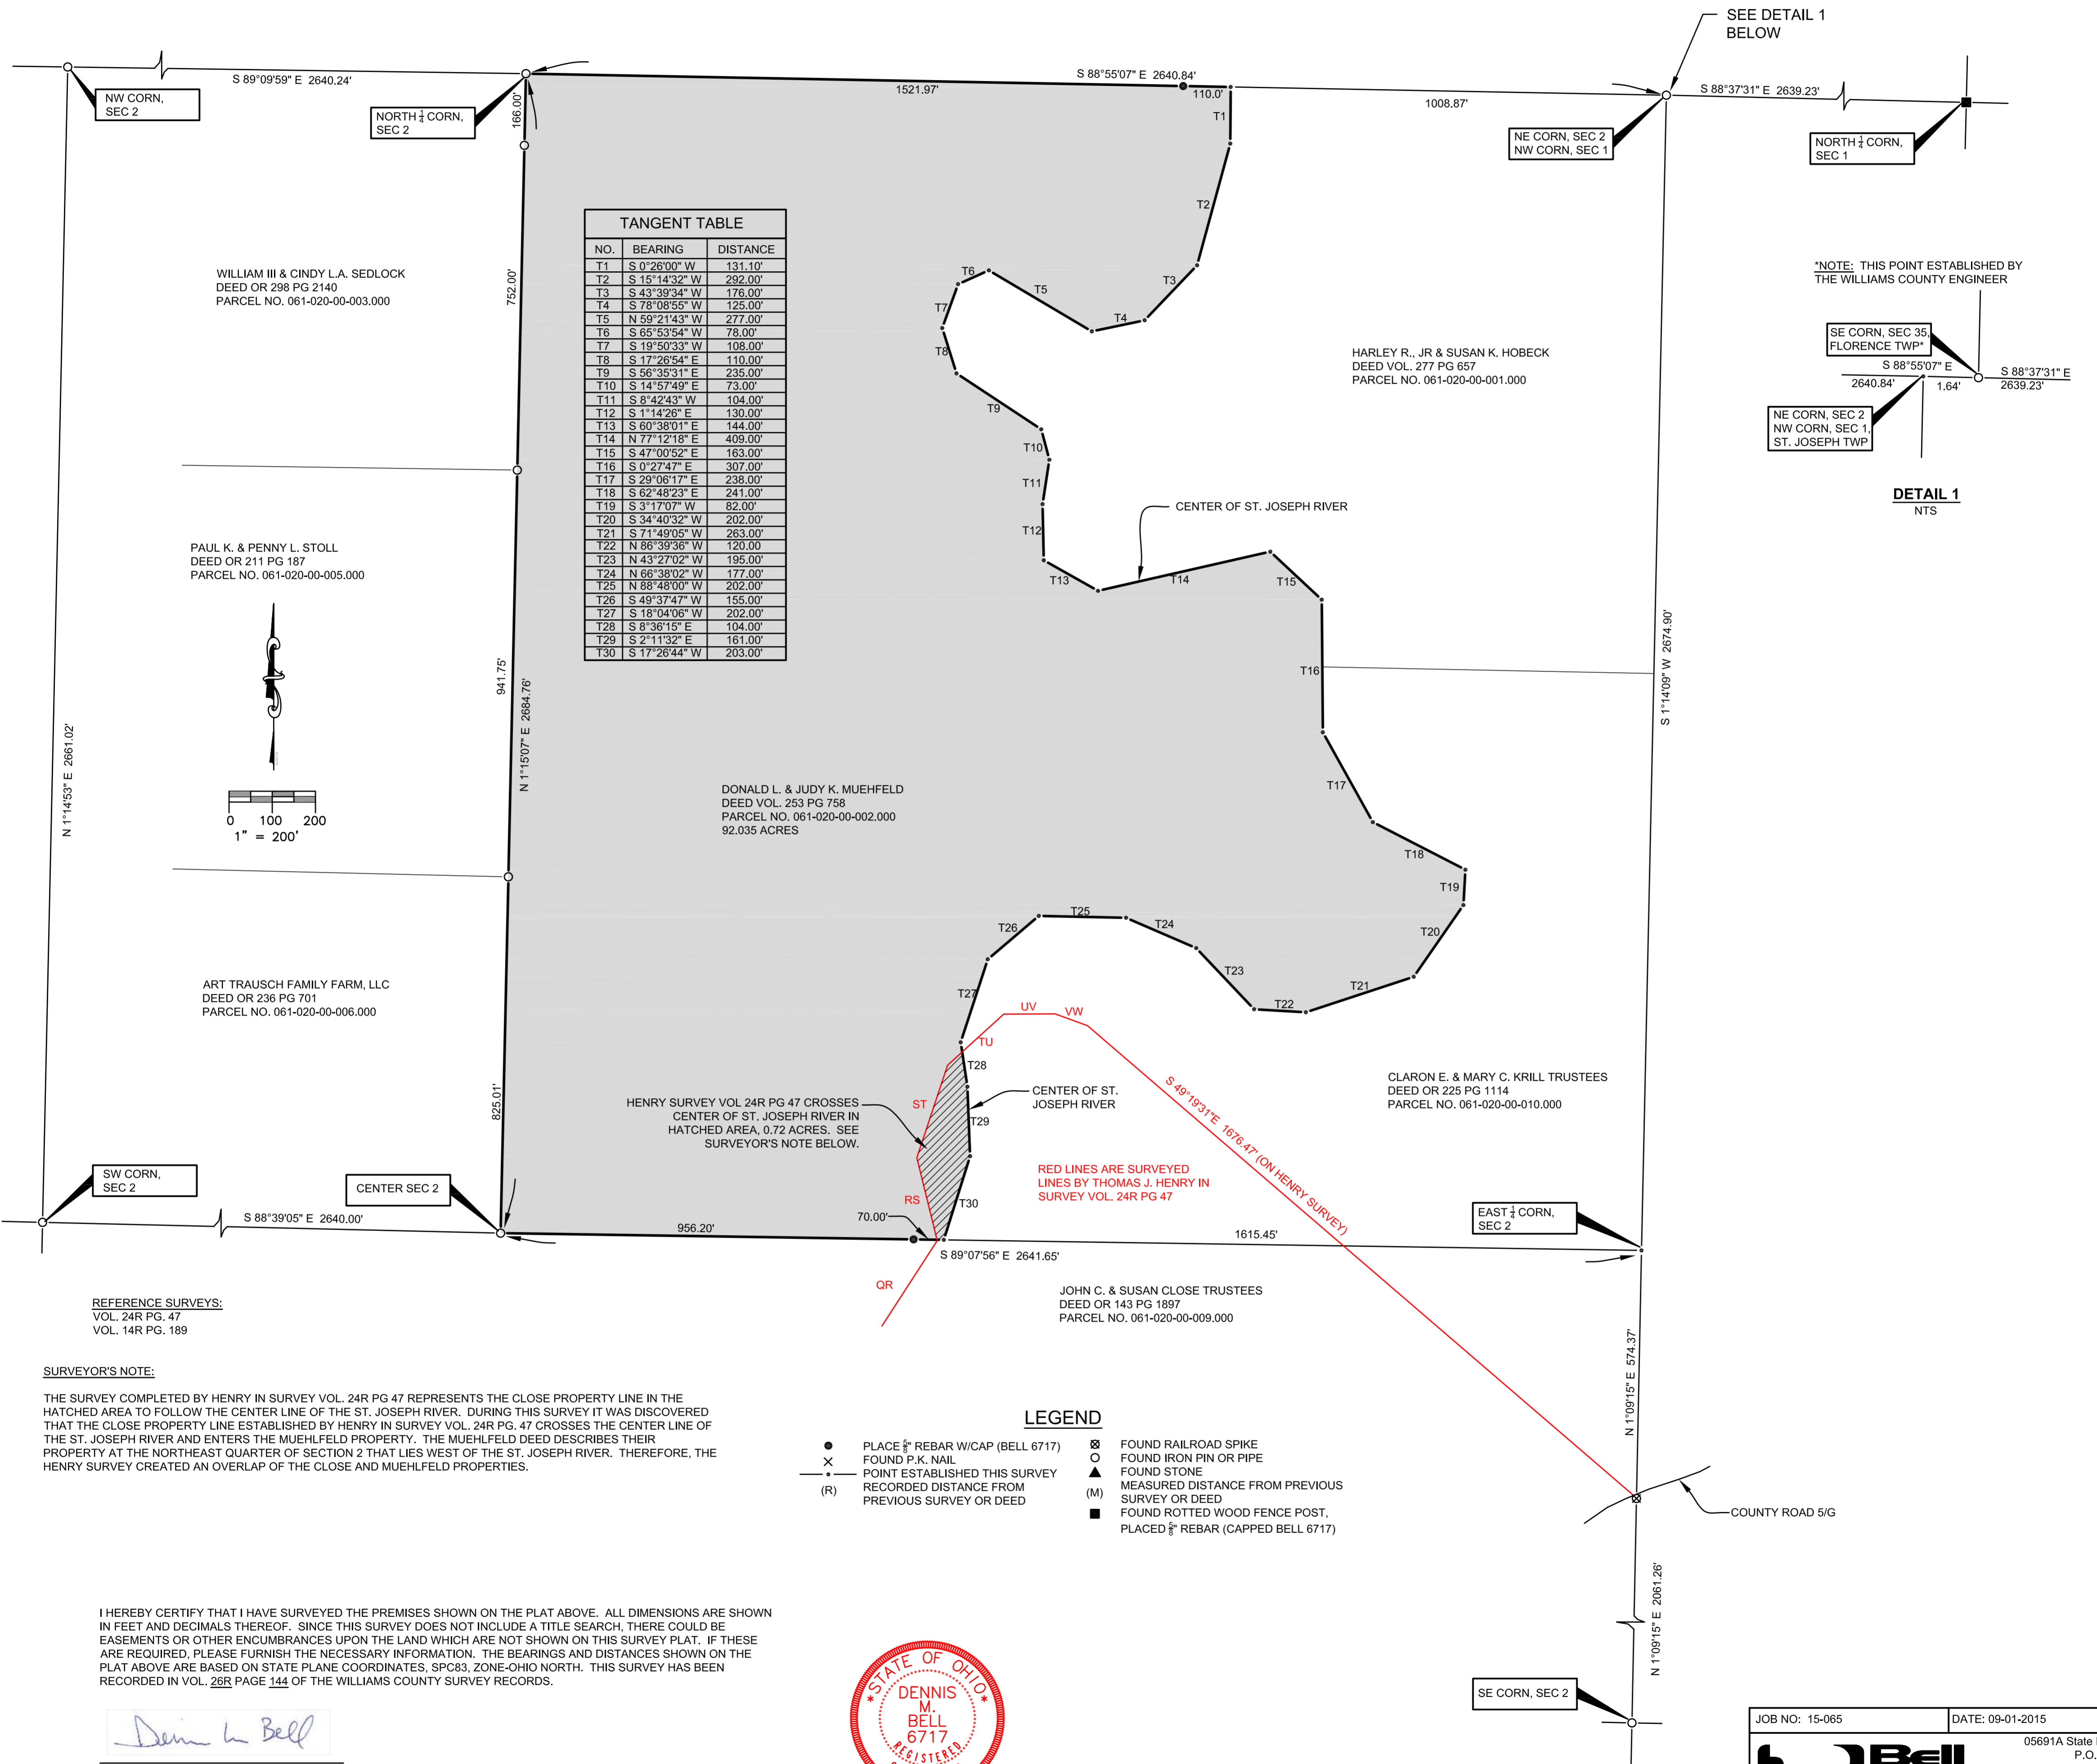 SEE DETAIL 1
BELOW
S 89°09'59" E 2640.24'
S 88°55'07" E 2640.84'
1521.97'
110.0'
1008.87'
S 88°37'31" E 2639.23'
NW CORN,
SEC 2
NORTH 1/4 CORN,
SEC 2
166.00'
T1
NE CORN, SEC 2
NW CORN, SEC 1
NORTH 1/4 CORN,
SEC 1
TANGENT TABLE
NO. BEARING DISTANCE
T1 S 0°26'00" W 131.10'
T2 S 15°14'32" W 292.00'
T3 S 43°39'34" W 176.00'
T4 S 78°08'55" W 125.00'
T5 N 59°21'43" W 277.00'
T6 S 65°53'54" W 78.00'
T7 S 19°50'33" W 108.00'
T8 S 17°26'54" E 110.00'
T9 S 56°35'31" E 235.00'
T10 S 14°57'49" E 73.00'
T11 S 8°42'43" W 104.00'
T12 S 1°14'26" E 130.00'
T13 S 60°38'01" E 144.00'
T14 N 77°12'18" E 409.00'
T15 S 47°00'52" E 163.00'
T16 S 0°27'47" E 307.00'
T17 S 29°06'17" E 238.00'
T18 S 62°48'23" E 241.00'
T19 S 3°17'07" W 82.00'
T20 S 34°40'32" W 202.00'
T21 S 71°49'05" W 263.00'
T22 N 86°39'36" W 120.00
T23 N 43°27'02" W 195.00'
T24 N 66°38'02" W 177.00'
T25 N 88°48'00" W 202.00'
T26 S 49°37'47" W 155.00'
T27 S 18°04'06" W 202.00'
T28 S 8°36'15" E 104.00'
T29 S 2°11'32" E 161.00'
T30 S 17°26'44" W 203.00'
T2
T3
T4
T5
T6
T7
T8
T9
T10
T11
T12
T13
T14
T15
T16
T17
T18
T19
T20
T21
T22
T23
T24
T25
T26
T27
T28
T29
T30
WILLIAM III & CINDY L.A. SEDLOCK
DEED OR 298 PG 2140
PARCEL NO. 061-020-00-003.000
752.00'
*NOTE: THIS POINT ESTABLISHED BY
THE WILLIAMS COUNTY ENGINEER
SE CORN, SEC 35,
FLORENCE TWP*
S 88°55'07" E
2640.84'
1.64'
S 88°37'31" E
2639.23'
NE CORN, SEC 2
NW CORN, SEC 1,
ST. JOSEPH TWP
DETAIL 1
NTS
HARLEY R., JR & SUSAN K. HOBECK
DEED VOL. 277 PG 657
PARCEL NO. 061-020-00-001.000
CENTER OF ST. JOSEPH RIVER
PAUL K. & PENNY L. STOLL
DEED OR 211 PG 187
PARCEL NO. 061-020-00-005.000
941.75'
N 1°15'07" E 2684.76'
N 1°14'53" E 2661.02'
S 1°14'09" W 2674.90'
0 100 200
1" = 200'
DONALD L. & JUDY K. MUEHFELD
DEED VOL. 253 PG 758
PARCEL NO. 061-020-00-002.000
92.035 ACRES
ART TRAUSCH FAMILY FARM, LLC
DEED OR 236 PG 701
PARCEL NO. 061-020-00-006.000
825.01'
UV
VW
TU
ST
RS
QR
S 49°19'31"E 1676.47' (ON HENRY SURVEY)
HENRY SURVEY VOL 24R PG 47 CROSSES
CENTER OF ST. JOSEPH RIVER IN
HATCHED AREA, 0.72 ACRES. SEE
SURVEYOR'S NOTE BELOW.
CENTER OF ST.
JOSEPH RIVER
CLARON E. & MARY C. KRILL TRUSTEES
DEED OR 225 PG 1114
PARCEL NO. 061-020-00-010.000
RED LINES ARE SURVEYED
LINES BY THOMAS J. HENRY IN
SURVEY VOL. 24R PG 47
SW CORN,
SEC 2
CENTER SEC 2
S 88°39'05" E 2640.00'
956.20'
70.00'
S 89°07'56" E 2641.65'
1615.45'
EAST 1/4 CORN,
SEC 2
JOHN C. & SUSAN CLOSE TRUSTEES
DEED OR 143 PG 1897
PARCEL NO. 061-020-00-009.000
REFERENCE SURVEYS:
VOL. 24R PG. 47
VOL. 14R PG. 189
N 1°09'15" E 574.37'
SURVEYOR'S NOTE:
THE SURVEY COMPLETED BY HENRY IN SURVEY VOL. 24R PG 47 REPRESENTS THE CLOSE PROPERTY LINE IN THE
HATCHED AREA TO FOLLOW THE CENTER LINE OF THE ST. JOSEPH RIVER. DURING THIS SURVEY IT WAS DISCOVERED
THAT THE CLOSE PROPERTY LINE ESTABLISHED BY HENRY IN SURVEY VOL. 24R PG. 47 CROSSES THE CENTER LINE OF
THE ST. JOSEPH RIVER AND ENTERS THE MUEHLFELD PROPERTY. THE MUEHFELD DEED DESCRIBES THEIR
PROPERTY AT THE NORTHEAST QUARTER OF SECTION 2 THAT LIES WEST OF THE ST. JOSEPH RIVER. THEREFORE, THE
HENRY SURVEY CREATED AN OVERLAP OF THE CLOSE AND MUEHLFELD PROPERTIES.
LEGEND
PLACE 5/8" REBAR W/CAP (BELL 6717)
FOUND P.K. NAIL
POINT ESTABLISHED THIS SURVEY
(R) RECORDED DISTANCE FROM
PREVIOUS SURVEY OR DEED
FOUND RAILROAD SPIKE
FOUND IRON PIN OR PIPE
FOUND STONE
(M) MEASURED DISTANCE FROM PREVIOUS
SURVEY OR DEED
FOUND ROTTED WOOD FENCE POST,
PLACED 5/8" REBAR (CAPPED BELL 6717)
COUNTY ROAD 5/G
N 1°09'15" E 2061.26'
I HEREBY CERTIFY THAT I HAVE SURVEYED THE PREMISES SHOWN ON THE PLAT ABOVE. ALL DIMENSIONS ARE SHOWN
IN FEET AND DECIMALS THEREOF. SINCE THIS SURVEY DOES NOT INCLUDE A TITLE SEARCH, THERE COULD BE
EASEMENTS OR OTHER ENCUMBRANCES UPON THE LAND WHICH ARE NOT SHOWN ON THIS SURVEY PLAT. IF THESE
ARE REQUIRED, PLEASE FURNISH THE NECESSARY INFORMATION. THE BEARINGS AND DISTANCES SHOWN ON THE
PLAT ABOVE ARE BASED ON STATE PLANE COORDINATES, SPC83, ZONE-OHIO NORTH. THIS SURVEY HAS BEEN
RECORDED IN VOL. 26R PAGE 144 OF THE WILLIAMS COUNTY SURVEY RECORDS.
STATE OF OHIO
DENNIS
M.
BELL
6717
REGISTERED
SE CORN, SEC 2
JOB NO: 15-065
DATE: 09-01-2015
Bell
05691A State
P.O